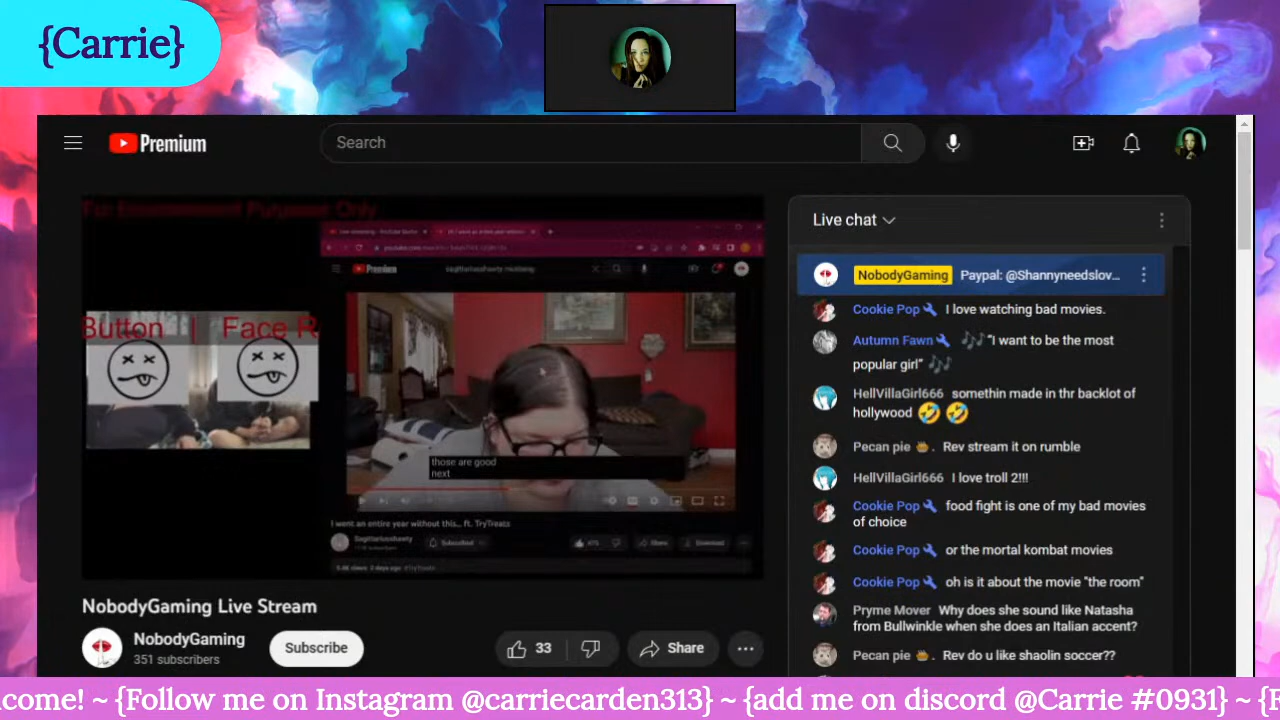 {Carrie}
Premium
Search
For Entertainment Purpose Only
Button | Face R
Premium
those are good
next
I went an entire year without this... ft. TryTreats
Sagittariusshawty
Subscribed
Share
Download
NobodyGaming Live Stream
NobodyGaming
351 subscribers
Subscribe
33
Share
Live chat
NobodyGaming Paypal: @Shannyneedslov...
Cookie Pop I love watching bad movies.
Autumn Fawn 🎶 "I want to be the most
popular girl" 🎶
HellVillaGirl666 somethin made in thr backlot of
hollywood 🤣 🤣
Pecan pie . Rev stream it on rumble
HellVillaGirl666 I love troll 2!!!
Cookie Pop food fight is one of my bad movies
of choice
Cookie Pop or the mortal kombat movies
Cookie Pop oh is it about the movie "the room"
Pryme Mover Why does she sound like Natasha
from Bullwinkle when she does an Italian accent?
Pecan pie . Rev do u like shaolin soccer??
come! ~ {Follow me on Instagram @carriecarden313} ~ {add me on discord @Carrie #0931} ~ {F